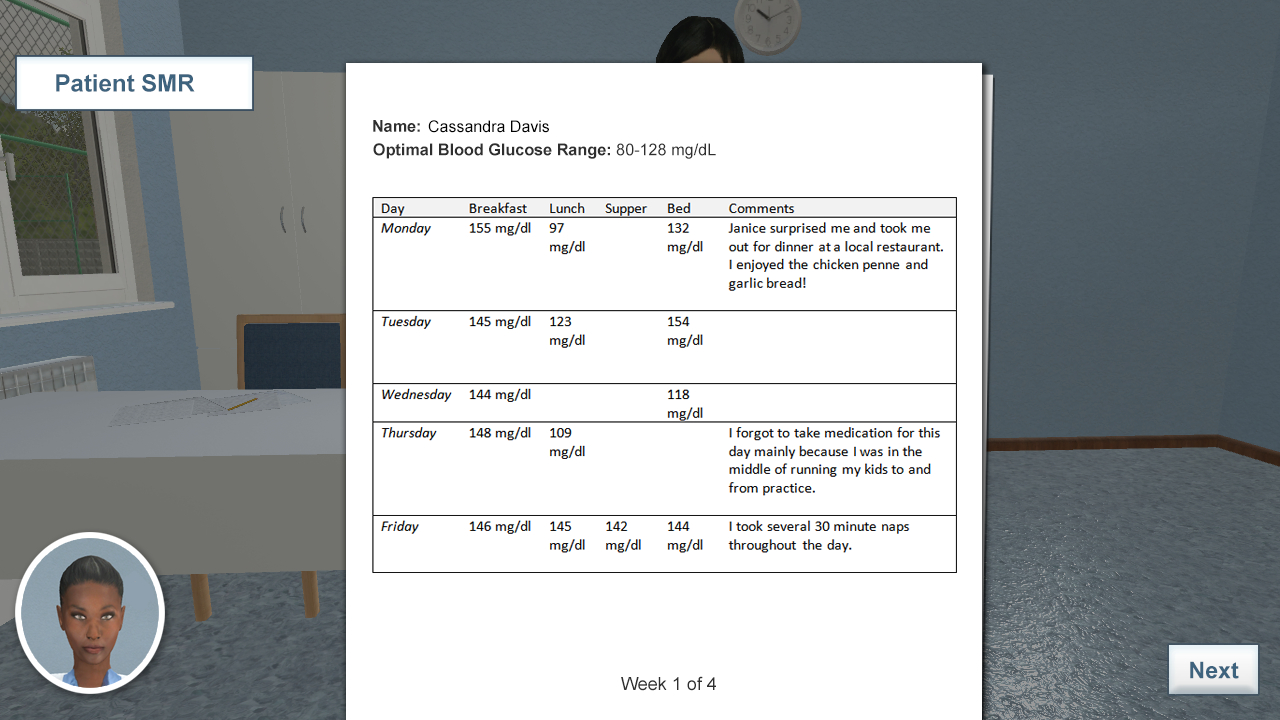 Patient SMR
Name: Cassandra Davis
Optimal Blood Glucose Range: 80-128 mg/dL
Day Breakfast Lunch Supper Bed Comments
Monday 155 mg/dl 97 132 Janice surprised me and took me
mg/dl mg/dl out for dinner at a local restaurant.
I enjoyed the chicken penne and
garlic bread!
Tuesday 145 mg/dl 123 154
mg/dl mg/dl
Wednesday 144 mg/dl 118
mg/dl
Thursday 148 mg/dl 109 I forgot to take medication for this
mg/dl day mainly because I was in the
middle of running my kids to and
from practice.
Friday 146 mg/dl 145 142 144 I took several 30 minute naps
mg/dl mg/dl mg/dl throughout the day.
Week 1 of 4
Next